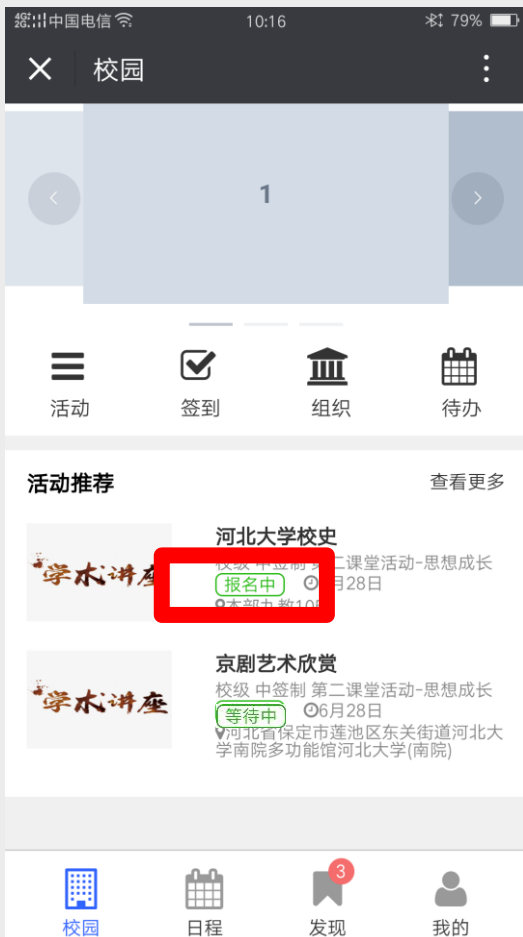 中国电信
10:16
79%
校园
1
活动
签到
组织
待办
活动推荐
查看更多
学术讲座
河北大学校史
校级 中签制 第二课堂活动-思想成长
报名中
月28日
本部九教10
学术讲座
京剧艺术欣赏
校级 中签制 第二课堂活动-思想成长
等待中
6月28日
河北省保定市莲池区东关街道河北大
学南院多功能馆河北大学(南院)
校园
日程
3
发现
我的